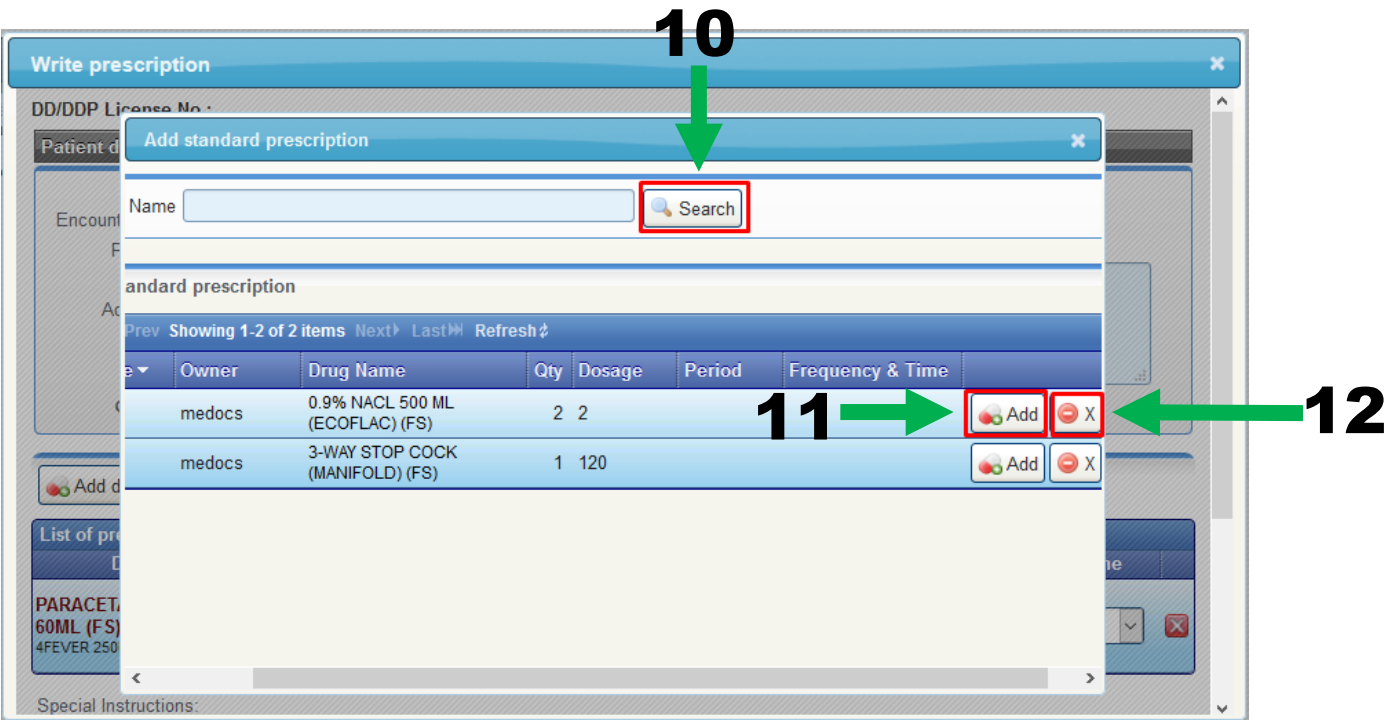 10
Write prescription
DD/DDP License No :
Add standard prescription
Patient d
Name
Search
Encount
andard prescription
Prev Showing 1-2 of 2 items Next Last Refresh
e Owner Drug Name Qty Dosage Period Frequency & Time
medocs 0.9% NACL 500 ML (ECOFLAC) (FS) 2 2 Add X
11
12
medocs 3-WAY STOP COCK (MANIFOLD) (FS) 1 120 Add X
Add d
List of pre
ne
PARACETA
60ML (FS)
4FEVER 250
Special Instructions: